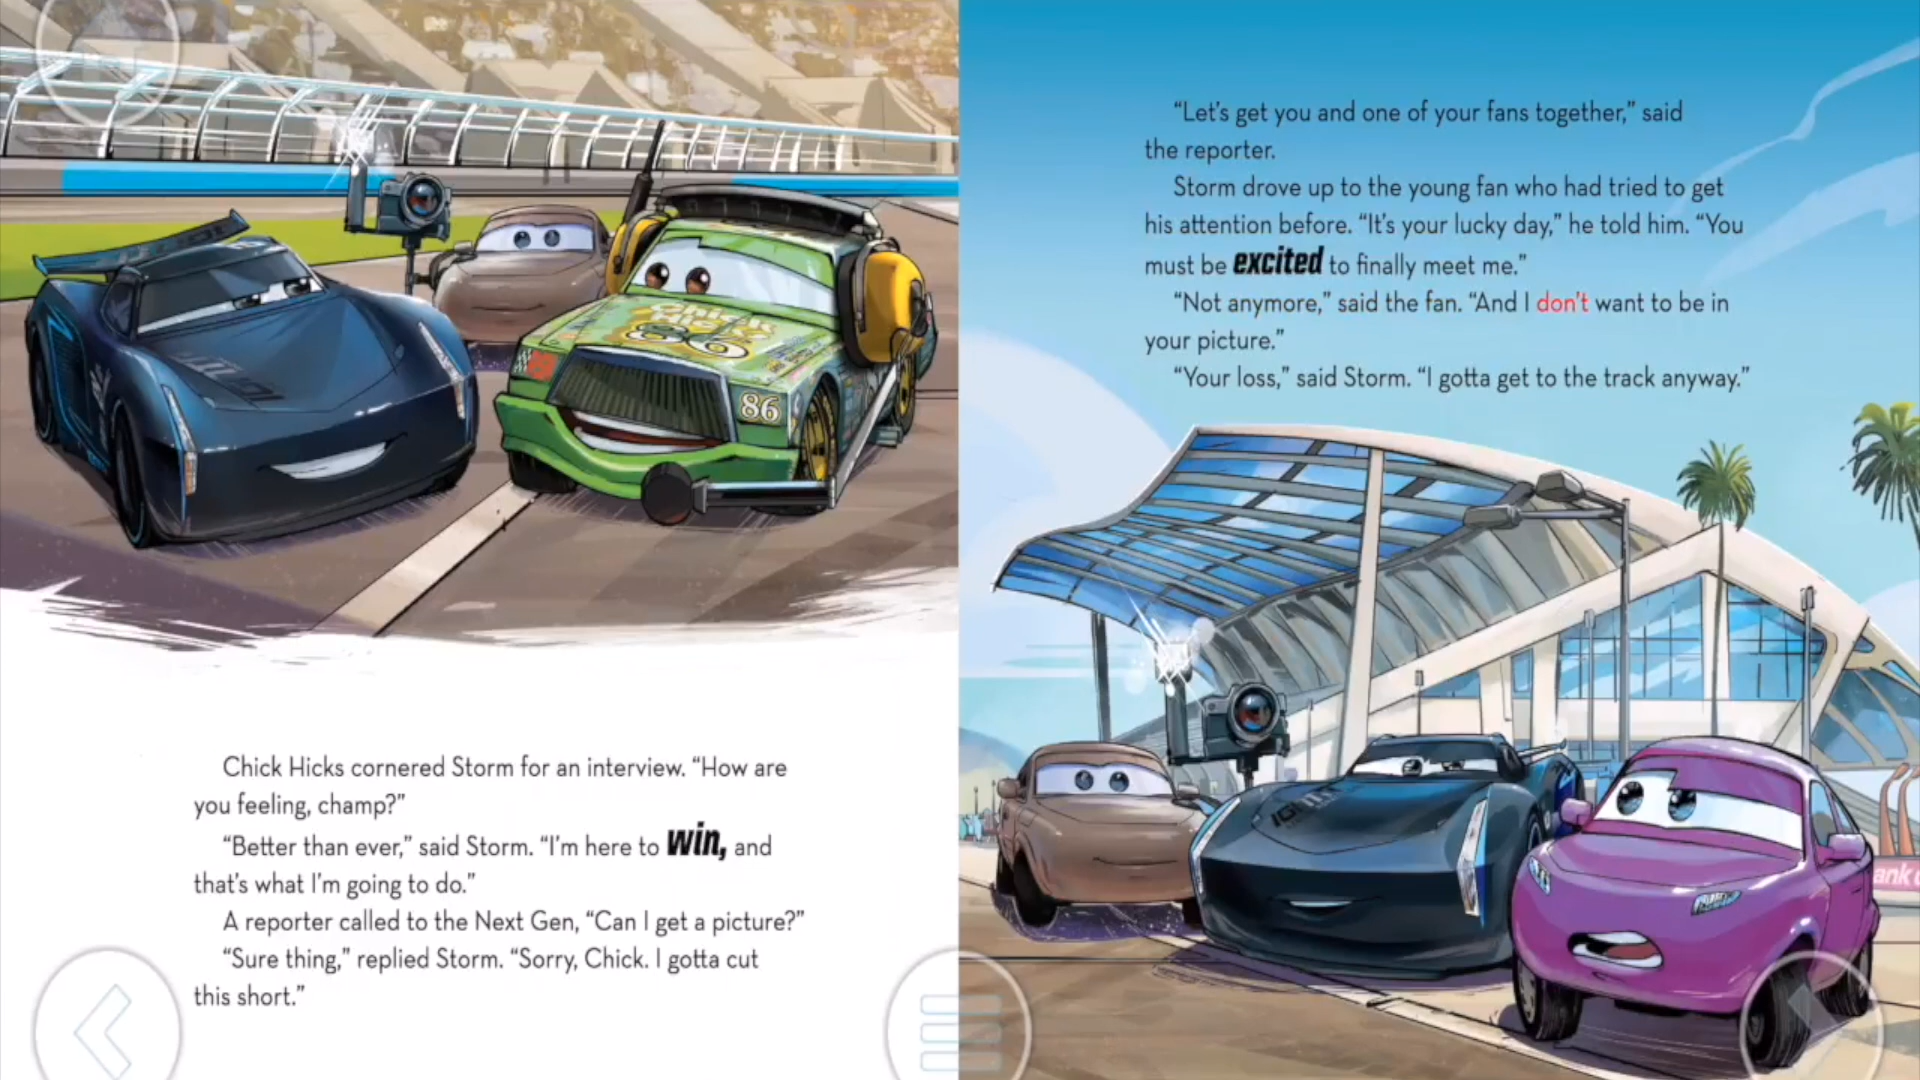 Chick
Hicks
86
86
Chick Hicks cornered Storm for an interview. “How are
you feeling, champ?”
“Better than ever,” said Storm. “I’m here to win, and
that’s what I’m going to do.”
A reporter called to the Next Gen, “Can I get a picture?”
“Sure thing,” replied Storm. “Sorry, Chick. I gotta cut
this short.”
“Let’s get you and one of your fans together,” said
the reporter.
Storm drove up to the young fan who had tried to get
his attention before. “It’s your lucky day,” he told him. “You
must be excited to finally meet me.”
“Not anymore,” said the fan. “And I don’t want to be in
your picture.”
“Your loss,” said Storm. “I gotta get to the track anyway.”